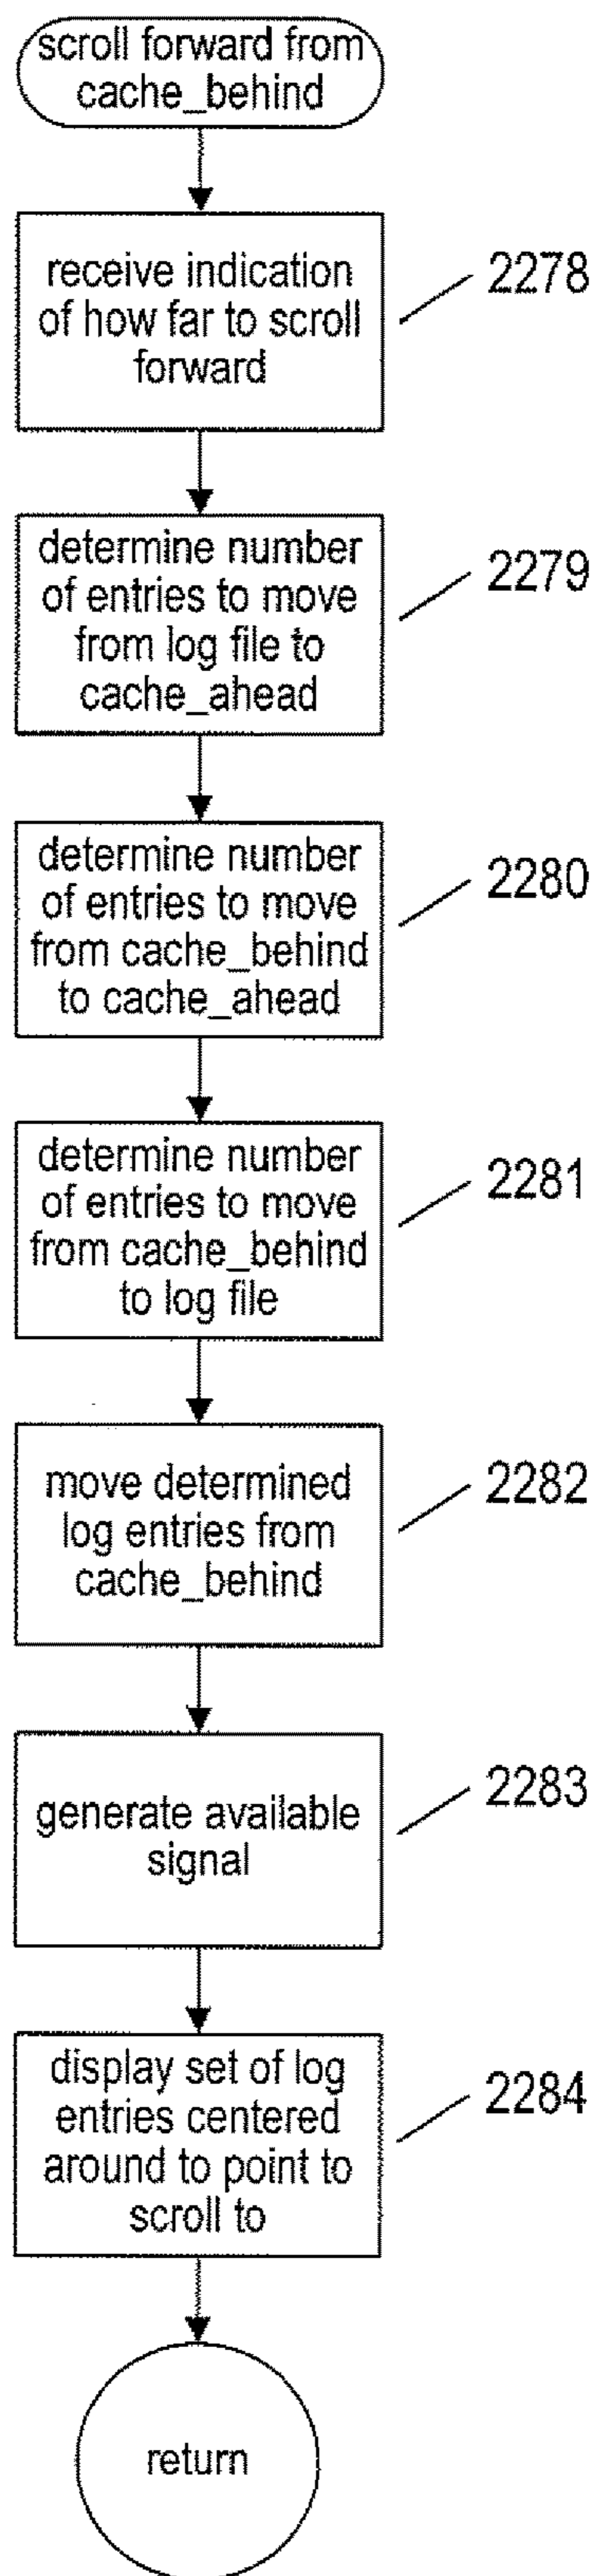 scroll forward from
cache_behind
receive indication
of how far to scroll
forward
2278
determine number
of entries to move
from log file to
cache_ahead
2279
determine number
of entries to move
from cache_behind
to cache_ahead
2280
determine number
of entries to move
from cache_behind
to log file
2281
move determined
log entries from
cache_behind
2282
generate available
signal
2283
display set of log
entries centered
around to point to
scroll to
2284
return